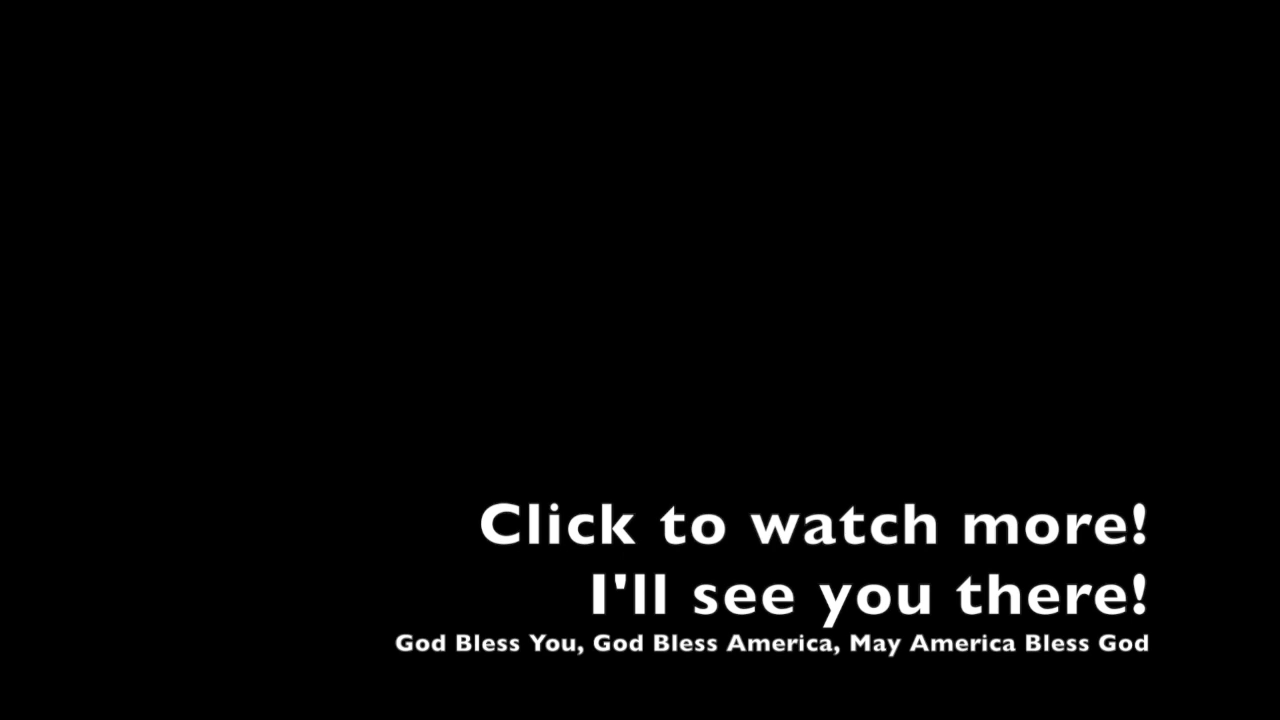 Click to watch more!
I'll see you there!
God Bless You, God Bless America, May America Bless God